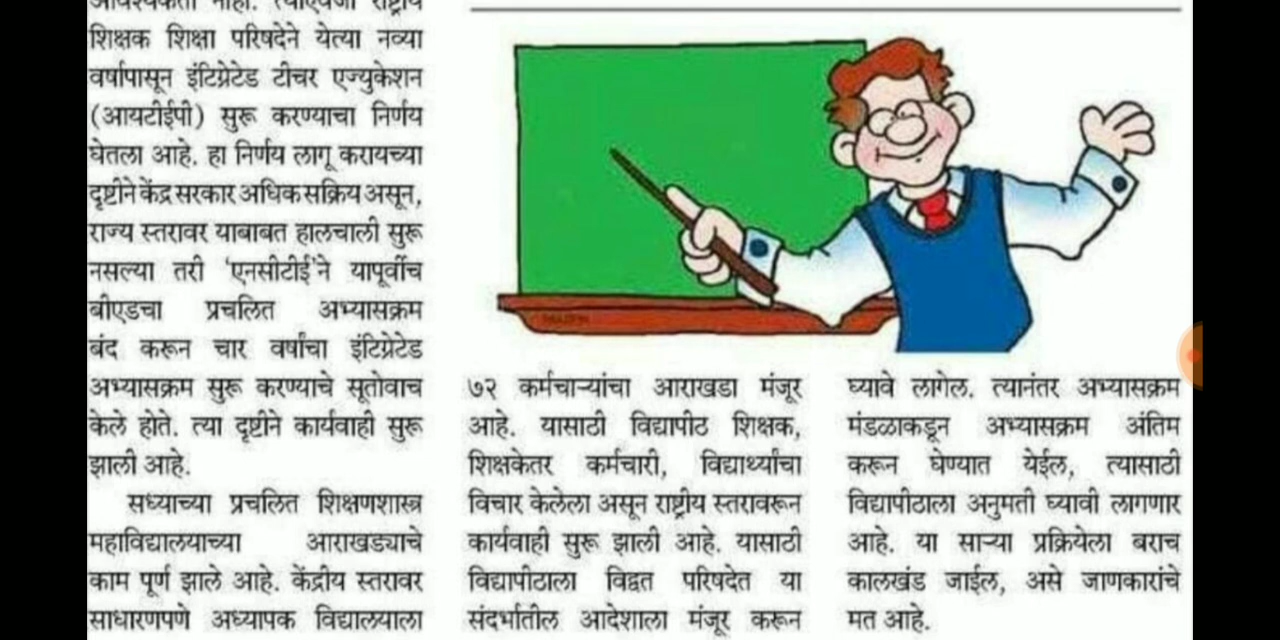 आवश्यकता नाही. त्याऐवजी राष्ट्रीय
शिक्षक शिक्षा परिषदेने येत्या नव्या
वर्षापासून इंटिग्रेटेड टीचर एज्युकेशन
(आयटीईपी) सुरू करण्याचा निर्णय
घेतला आहे. हा निर्णय लागू करायच्या
दृष्टीने केंद्र सरकार अधिक सक्रिय असून,
राज्य स्तरावर याबाबत हालचाली सुरू
नसल्या तरी ‘एनसीटीई’ने यापूर्वीच
बीएडचा प्रचलित अभ्यासक्रम
बंद करून चार वर्षांचा इंटिग्रेटेड
अभ्यासक्रम सुरू करण्याचे सूतोवाच
केले होते. त्या दृष्टीने कार्यवाही सुरू
झाली आहे.
सध्याच्या प्रचलित शिक्षणशास्त्र
महाविद्यालयाच्या आराखड्याचे
काम पूर्ण झाले आहे. केंद्रीय स्तरावर
साधारणपणे अध्यापक विद्यालयाला
७२ कर्मचाऱ्यांचा आराखडा मंजूर
आहे. यासाठी विद्यापीठ शिक्षक,
शिक्षकेतर कर्मचारी, विद्यार्थ्यांचा
विचार केलेला असून राष्ट्रीय स्तरावरून
कार्यवाही सुरू झाली आहे. यासाठी
विद्यापीठाला विद्वत परिषदेत या
संदर्भातील आदेशाला मंजूर करून
घ्यावे लागेल. त्यानंतर अभ्यासक्रम
मंडळाकडून अभ्यासक्रम अंतिम
करून घेण्यात येईल, त्यासाठी
विद्यापीठाला अनुमती घ्यावी लागणार
आहे. या साऱ्या प्रक्रियेला बराच
कालखंड जाईल, असे जाणकारांचे
मत आहे.